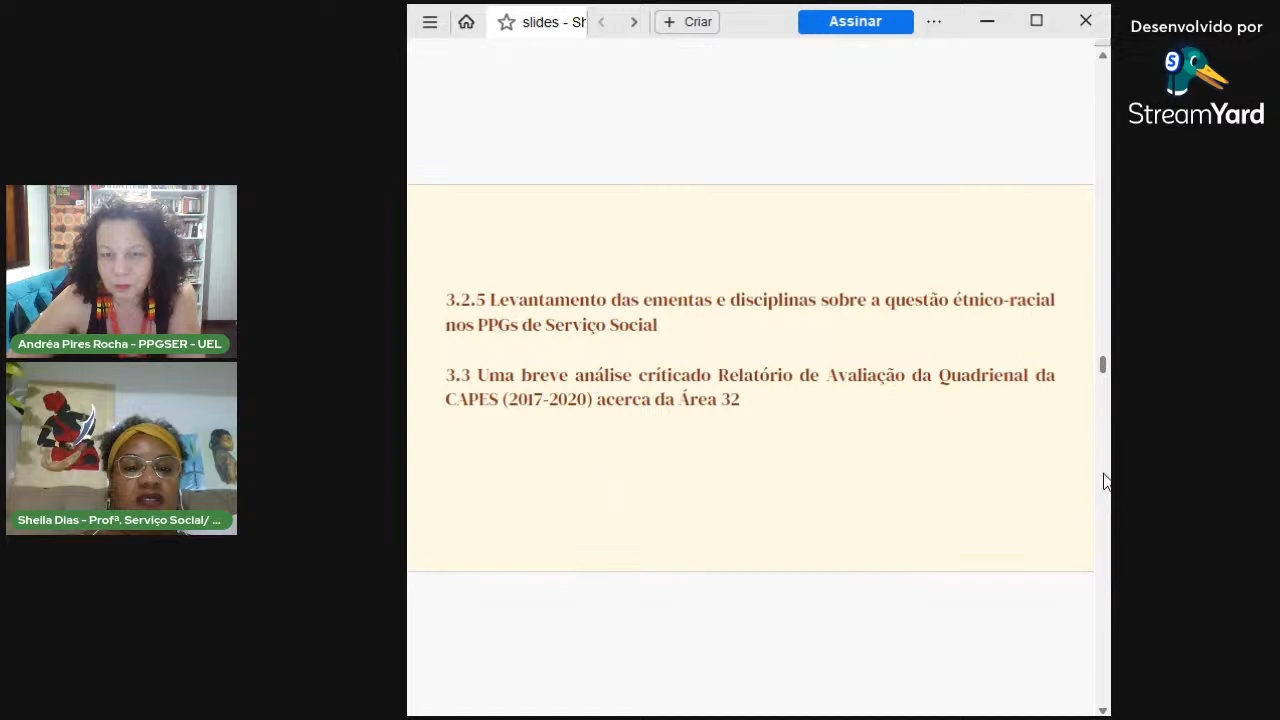 slides - Sh
Criar
Assinar
Desenvolvido por
StreamYard
3.2.5 Levantamento das ementas e disciplinas sobre a questão étnico-racial
nos PPGs de Serviço Social
3.3 Uma breve análise críticado Relatório de Avaliação da Quadrienal da
CAPES (2017-2020) acerca da Área 32
Andréa Pires Rocha - PPGSER - UEL
Sheila Dias - Profª. Serviço Social/ ...